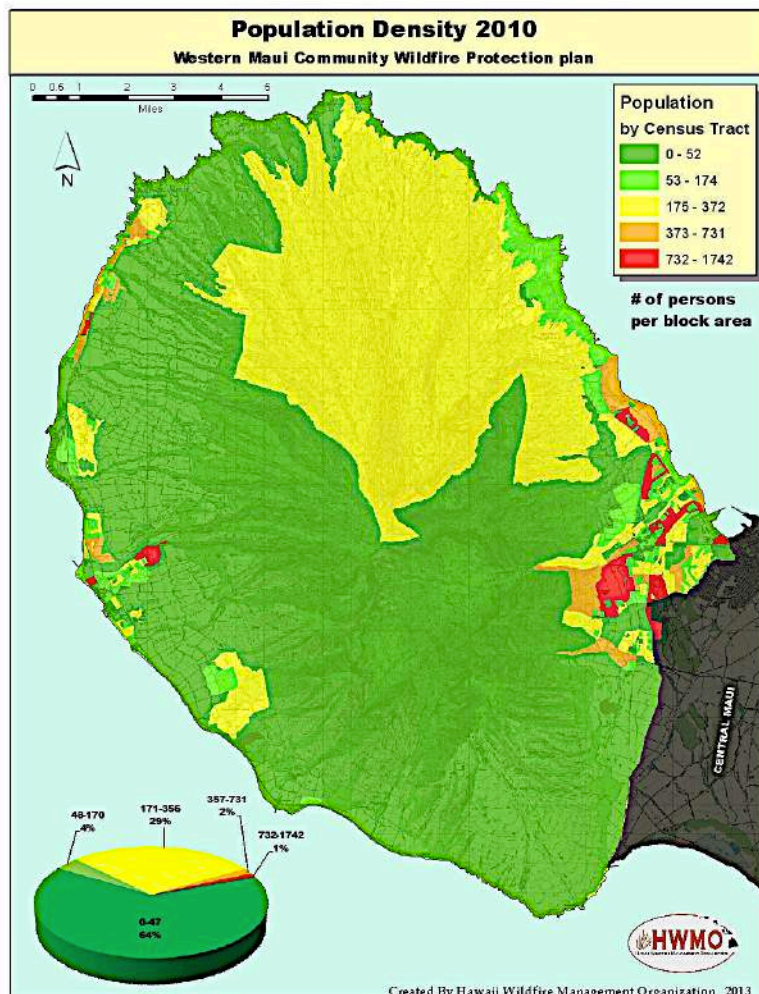 Population Density 2010
Western Maui Community Wildfire Protection plan
0 0.5 1 2 3 4 5
Miles
N
Population
by Census Tract
0 - 52
53 - 174
175 - 372
373 - 731
732 - 1742
# of persons
per block area
CENTRAL MAUI
48-170
4%
171-356
29%
357-731
2%
732-1742
1%
0-47
64%
HWMO
Created By Hawaii Wildfire Management Organization, 2013